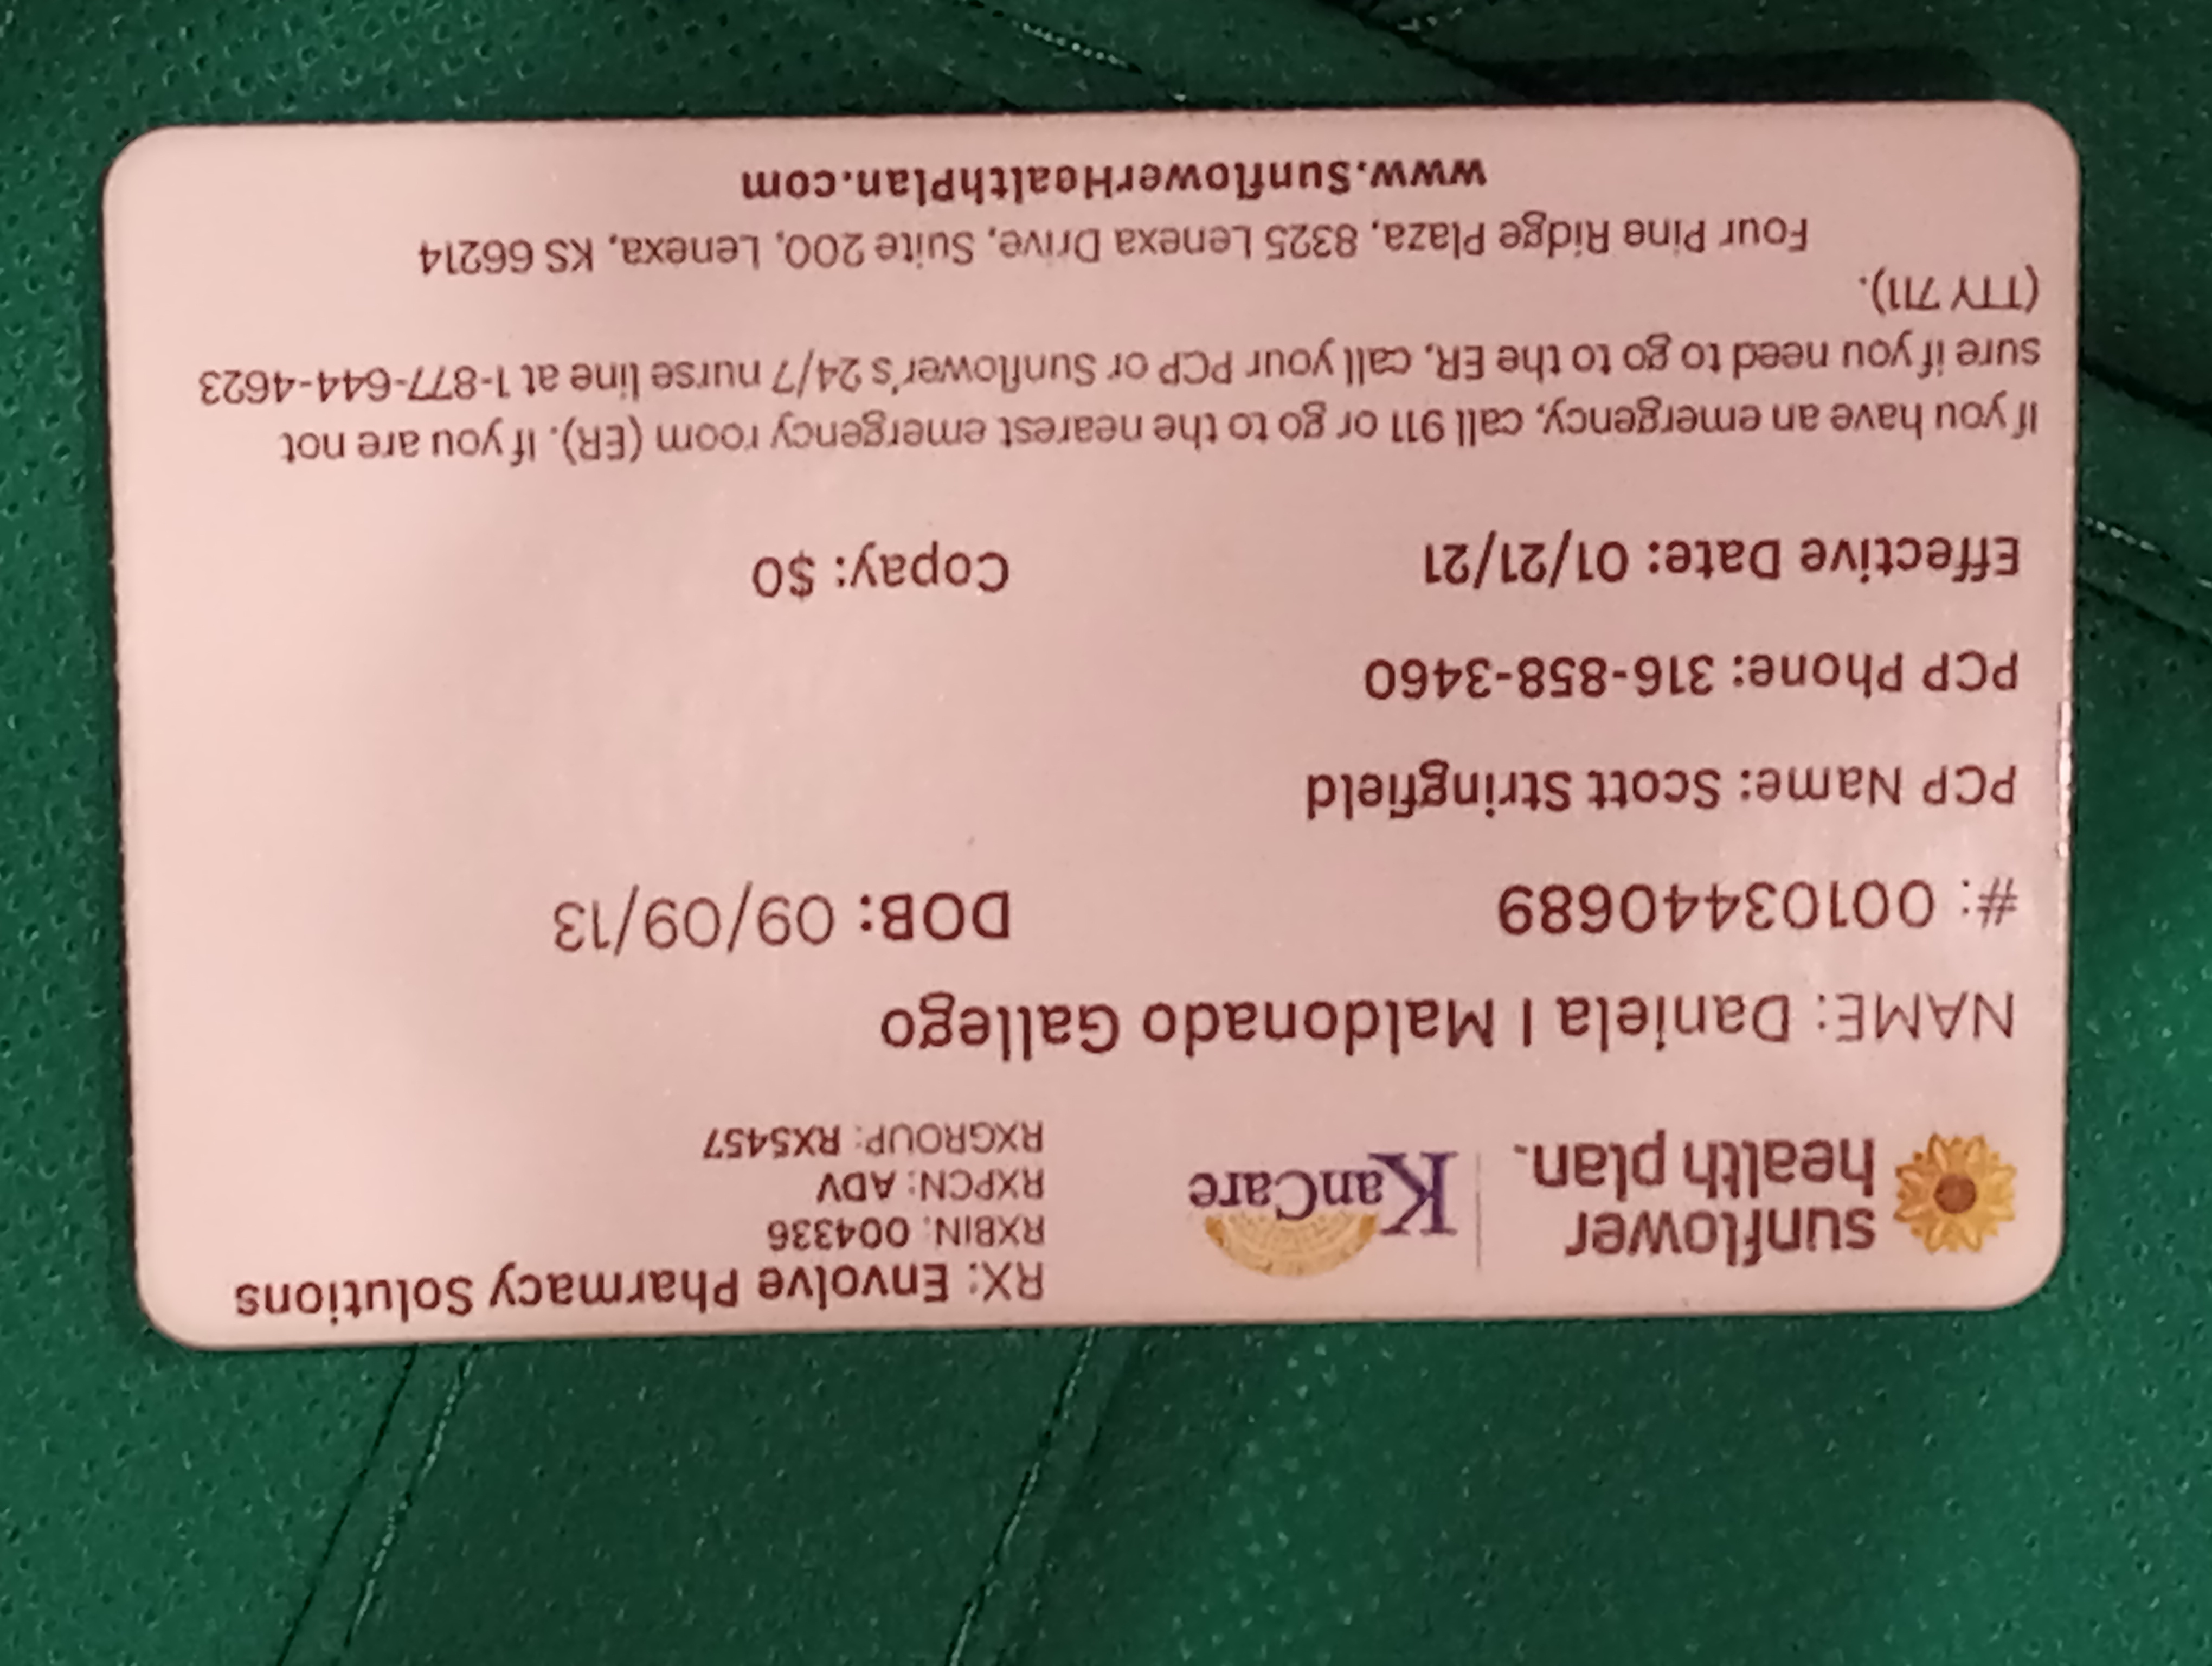 sunflower
health plan.
KanCare
RX: Envolve Pharmacy Solutions
RXBIN: 004336
RXPCN: ADV
RXGROUP: RX5457
NAME: Daniela I Maldonado Gallego
#: 00103440689 DOB: 09/09/13
PCP Name: Scott Stringfield
PCP Phone: 316-858-3460
Effective Date: 01/21/21 Copay: $0
If you have an emergency, call 911 or go to the nearest emergency room (ER). If you are not
sure if you need to go to the ER, call your PCP or Sunflower's 24/7 nurse line at 1-877-644-4623
(TTY 711).
Four Pine Ridge Plaza, 8325 Lenexa Drive, Suite 200, Lenexa, KS 66214
www.SunflowerHealthPlan.com